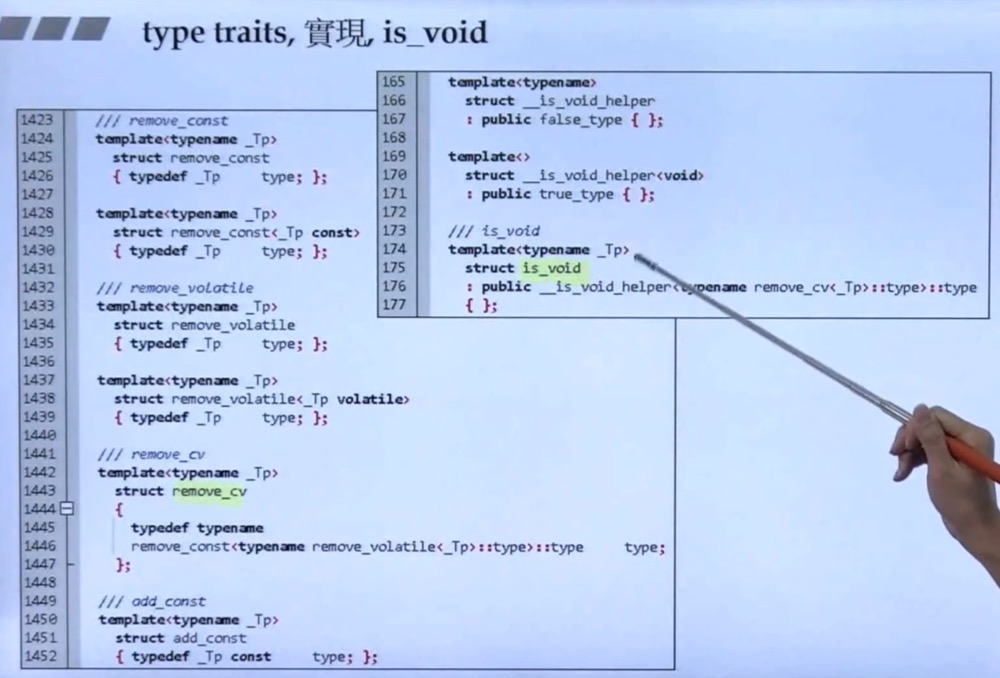 type traits, 實現, is_void
1423 /// remove_const
1424 template<typename _Tp>
1425 struct remove_const
1426 { typedef _Tp type; };
1427
1428 template<typename _Tp>
1429 struct remove_const<_Tp const>
1430 { typedef _Tp type; };
1431
1432 /// remove_volatile
1433 template<typename _Tp>
1434 struct remove_volatile
1435 { typedef _Tp type; };
1436
1437 template<typename _Tp>
1438 struct remove_volatile<_Tp volatile>
1439 { typedef _Tp type; };
1440
1441 /// remove_cv
1442 template<typename _Tp>
1443 struct remove_cv
1444 {
1445 typedef typename
1446 remove_const<typename remove_volatile<_Tp>::type>::type type;
1447 };
1448
1449 /// add_const
1450 template<typename _Tp>
1451 struct add_const
1452 { typedef _Tp const type; };
165 template<typename>
166 struct __is_void_helper
167 : public false_type { };
168
169 template<>
170 struct __is_void_helper<void>
171 : public true_type { };
172
173 /// is_void
174 template<typename _Tp>
175 struct is_void
176 : public __is_void_helper<typename remove_cv<_Tp>::type>::type
177 { };